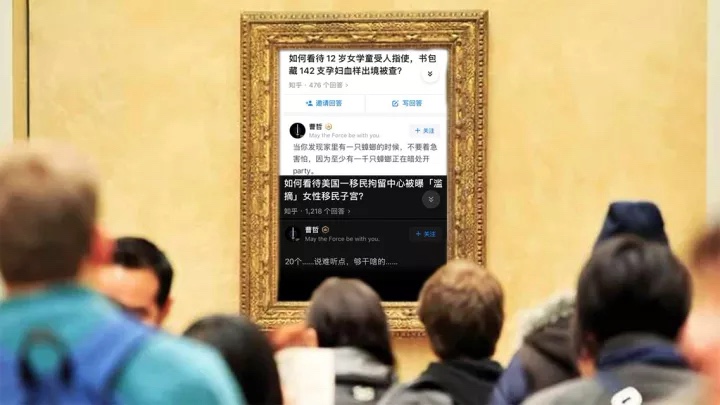 如何看待 12 岁女学童受人指使，书包
藏 142 支孕妇血样出境被查？
知乎 · 476 个回答 ›
邀请回答
写回答
曹哲
May the Force be with you.
+ 关注
当你发现家里有一只蟑螂的时候，不要着急
害怕，因为至少有一千只蟑螂正在暗处开
party。
如何看待美国一移民拘留中心被曝「滥
摘」女性移民子宫？
知乎 · 1,218 个回答 ›
曹哲
May the Force be with you.
+ 关注
20个……说难听点，够干啥的……